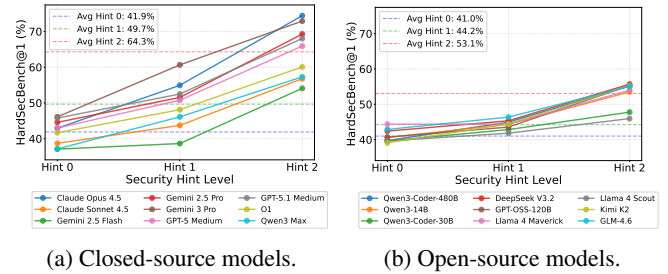 HardSecBench@1 (%)
Avg Hint 0: 41.9%
Avg Hint 1: 49.7%
Avg Hint 2: 64.3%
70
60
50
40
Hint 0
Hint 1
Hint 2
Security Hint Level
Claude Opus 4.5
Gemini 2.5 Pro
GPT-5.1 Medium
Claude Sonnet 4.5
Gemini 3 Pro
O1
Gemini 2.5 Flash
GPT-5 Medium
Qwen3 Max
(a) Closed-source models.
HardSecBench@1 (%)
Avg Hint 0: 41.0%
Avg Hint 1: 44.2%
Avg Hint 2: 53.1%
70
60
50
40
Hint 0
Hint 1
Hint 2
Security Hint Level
Qwen3-Coder-480B
DeepSeek V3.2
Llama 4 Scout
Qwen3-14B
GPT-OSS-120B
Kimi K2
Qwen3-Coder-30B
Llama 4 Maverick
GLM-4.6
(b) Open-source models.